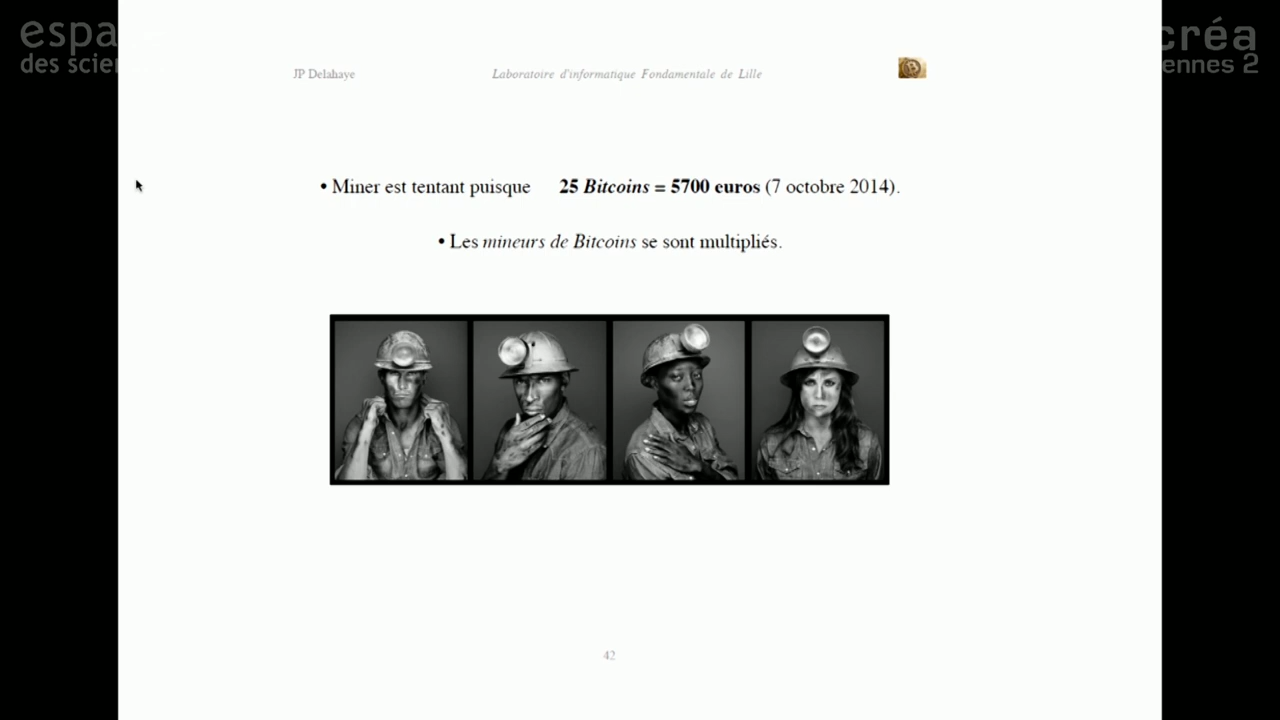 espa
des scien
créa
ennes 2
JP Delahaye
Laboratoire d'informatique Fondamentale de Lille
• Miner est tentant puisque 25 Bitcoins = 5700 euros (7 octobre 2014).
• Les mineurs de Bitcoins se sont multipliés.
42